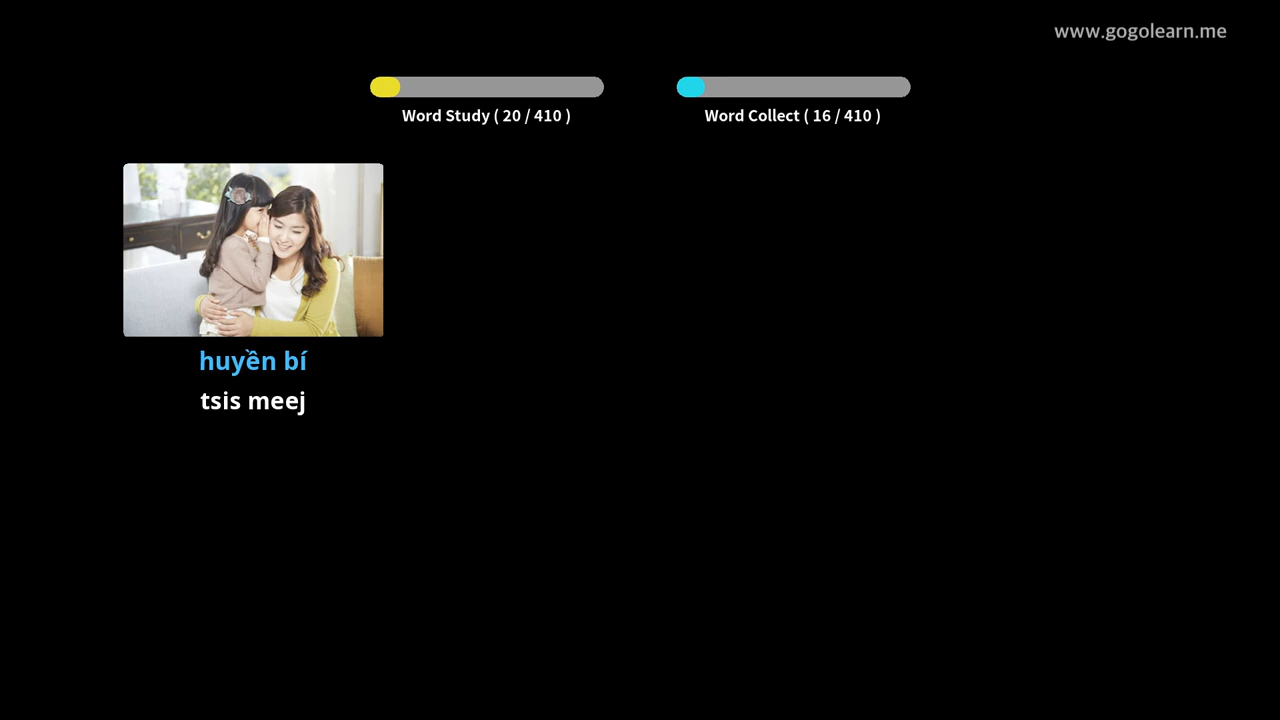 www.gogolearn.me
Word Study ( 20 / 410 )
Word Collect ( 16 / 410 )
huyền bí
tsis meej